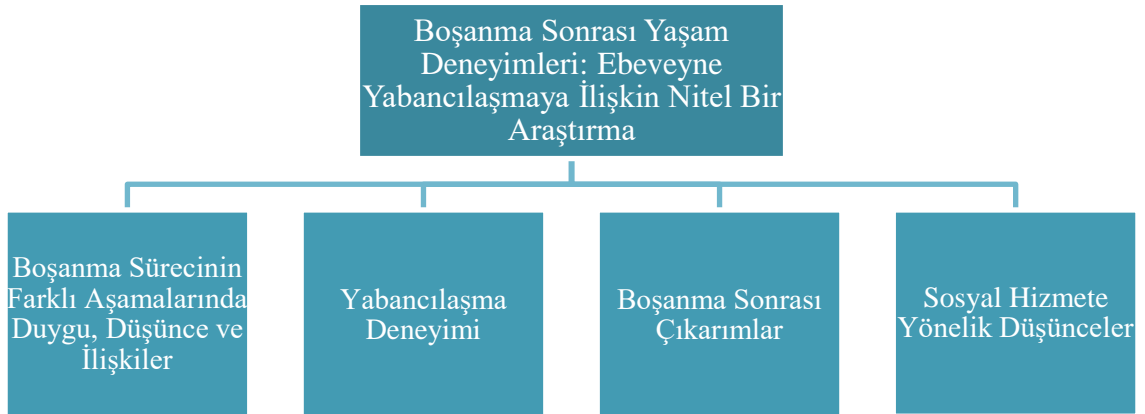 Boşanma Sonrası Yaşam
Deneyimleri: Ebeveyne
Yabancılaşmaya İlişkin Nitel Bir
Araştırma
Boşanma Sürecinin
Farklı Aşamalarında
Duygu, Düşünce ve
İlişkiler
Yabancılaşma
Deneyimi
Boşanma Sonrası
Çıkarımlar
Sosyal Hizmete
Yönelik Düşünceler